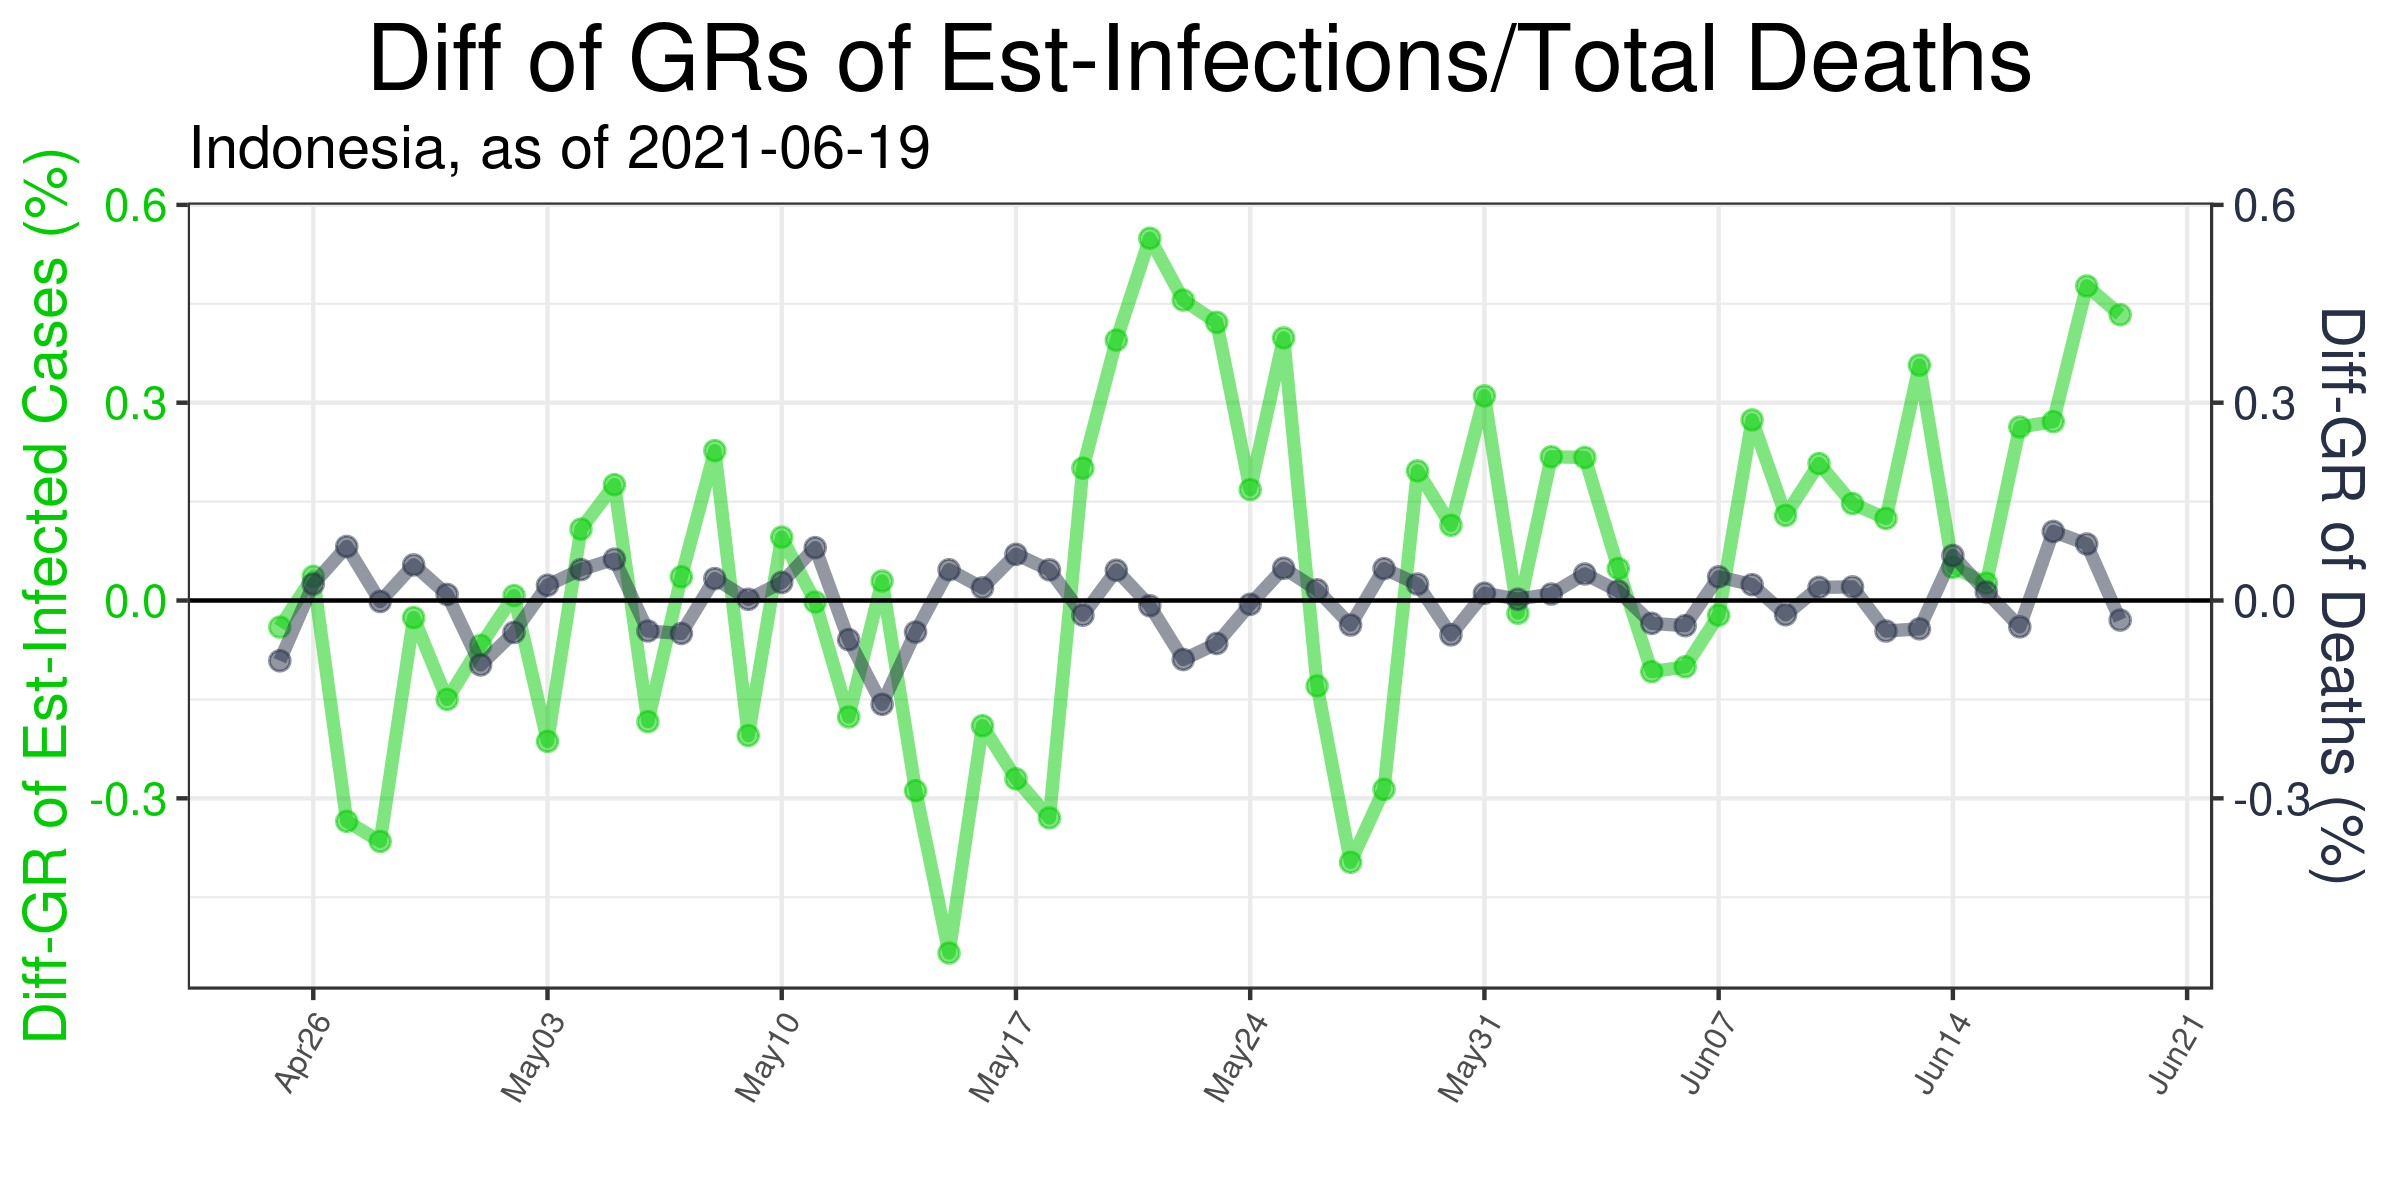 Diff of GRs of Est-Infections/Total Deaths
Indonesia, as of 2021-06-19
Diff-GR of Est-Infected Cases (%)
0.6
0.3
0.0
-0.3
0.6
0.3
0.0
-0.3
Diff-GR of Deaths (%)
Apr26
May03
May10
May17
May24
May31
Jun07
Jun14
Jun21